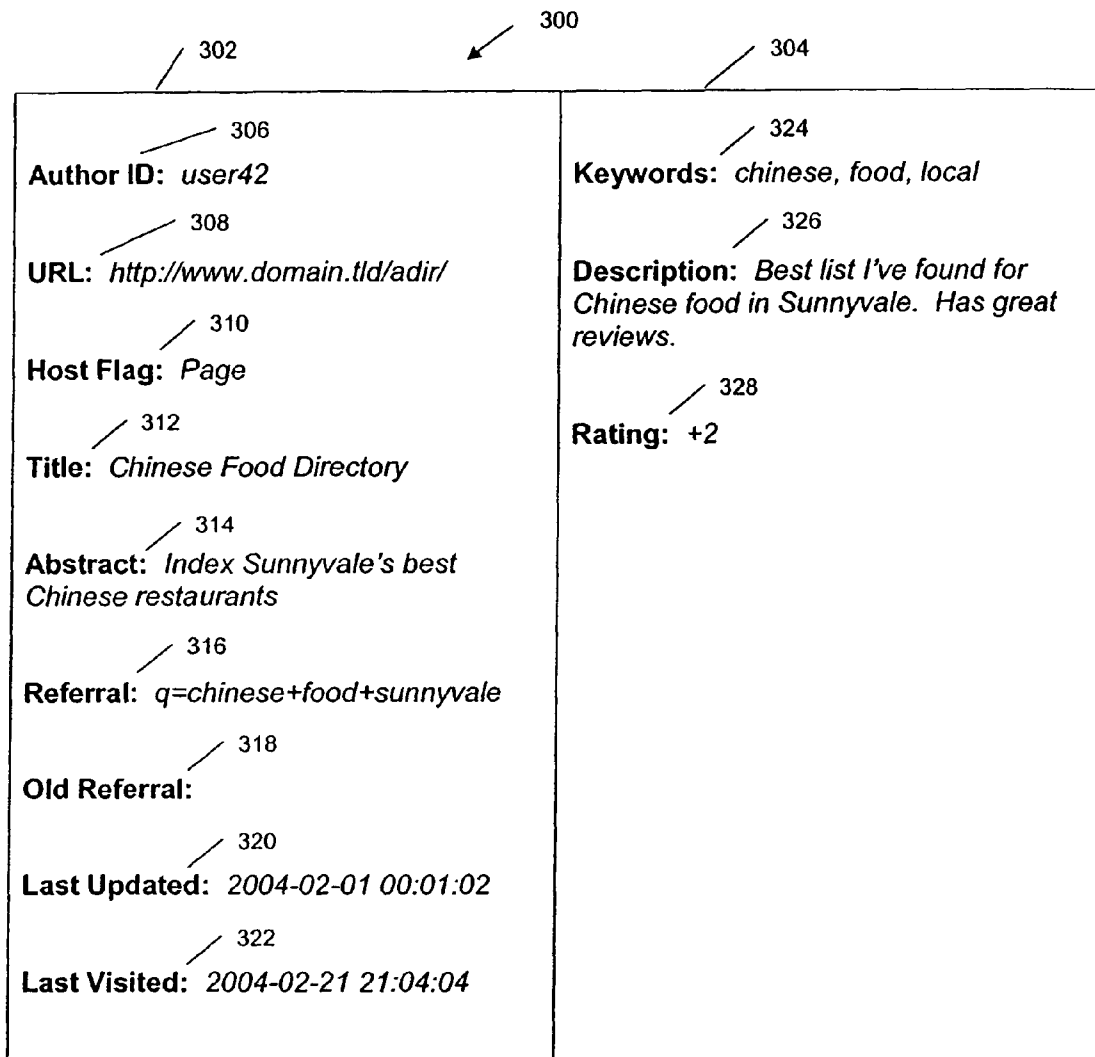 300
302
304
306
Author ID: user42
308
URL: http://www.domain.tld/adir/
310
Host Flag: Page
312
Title: Chinese Food Directory
314
Abstract: Index Sunnyvale's best
Chinese restaurants
316
Referral: q=chinese+food+sunnyvale
318
Old Referral:
320
Last Updated: 2004-02-01 00:01:02
322
Last Visited: 2004-02-21 21:04:04
324
Keywords: chinese, food, local
326
Description: Best list I've found for
Chinese food in Sunnyvale. Has great
reviews.
328
Rating: +2